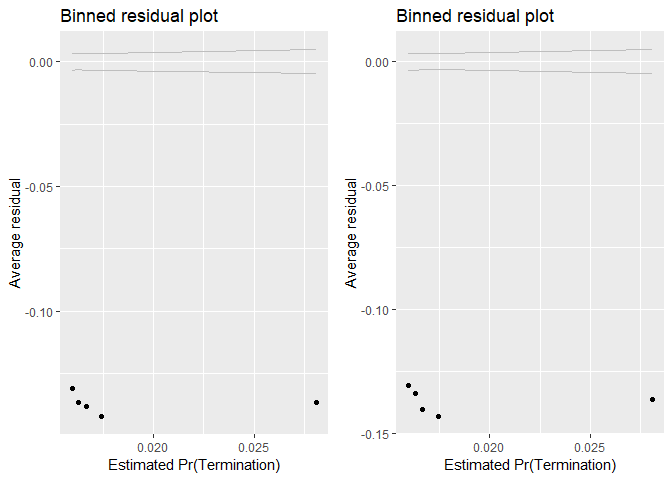 Binned residual plot
0.00
-0.05
-0.10
Average residual
0.020
0.025
Estimated Pr(Termination)
Binned residual plot
0.00
-0.05
-0.10
-0.15
Average residual
0.020
0.025
Estimated Pr(Termination)